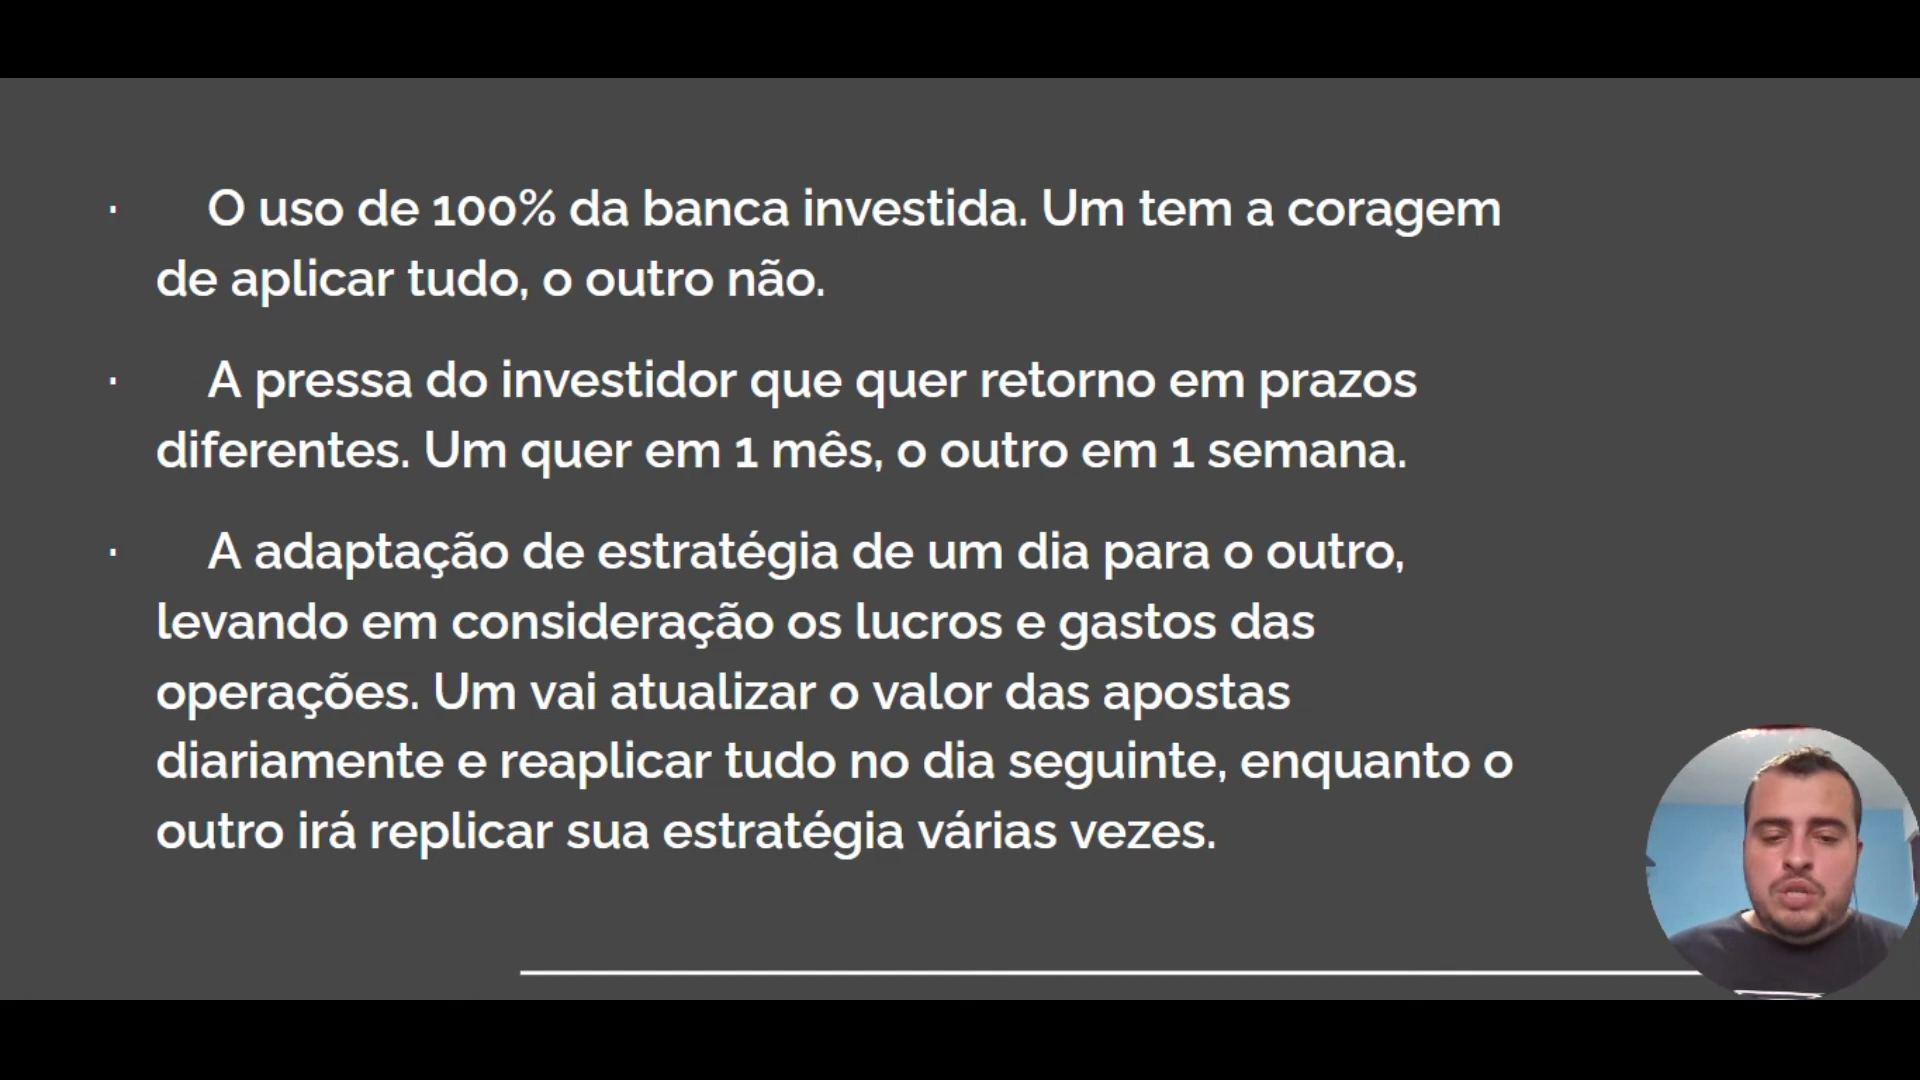 · O uso de 100% da banca investida. Um tem a coragem
de aplicar tudo, o outro não.
· A pressa do investidor que quer retorno em prazos
diferentes. Um quer em 1 mês, o outro em 1 semana.
· A adaptação de estratégia de um dia para o outro,
levando em consideração os lucros e gastos das
operações. Um vai atualizar o valor das apostas
diariamente e reaplicar tudo no dia seguinte, enquanto o
outro irá replicar sua estratégia várias vezes.